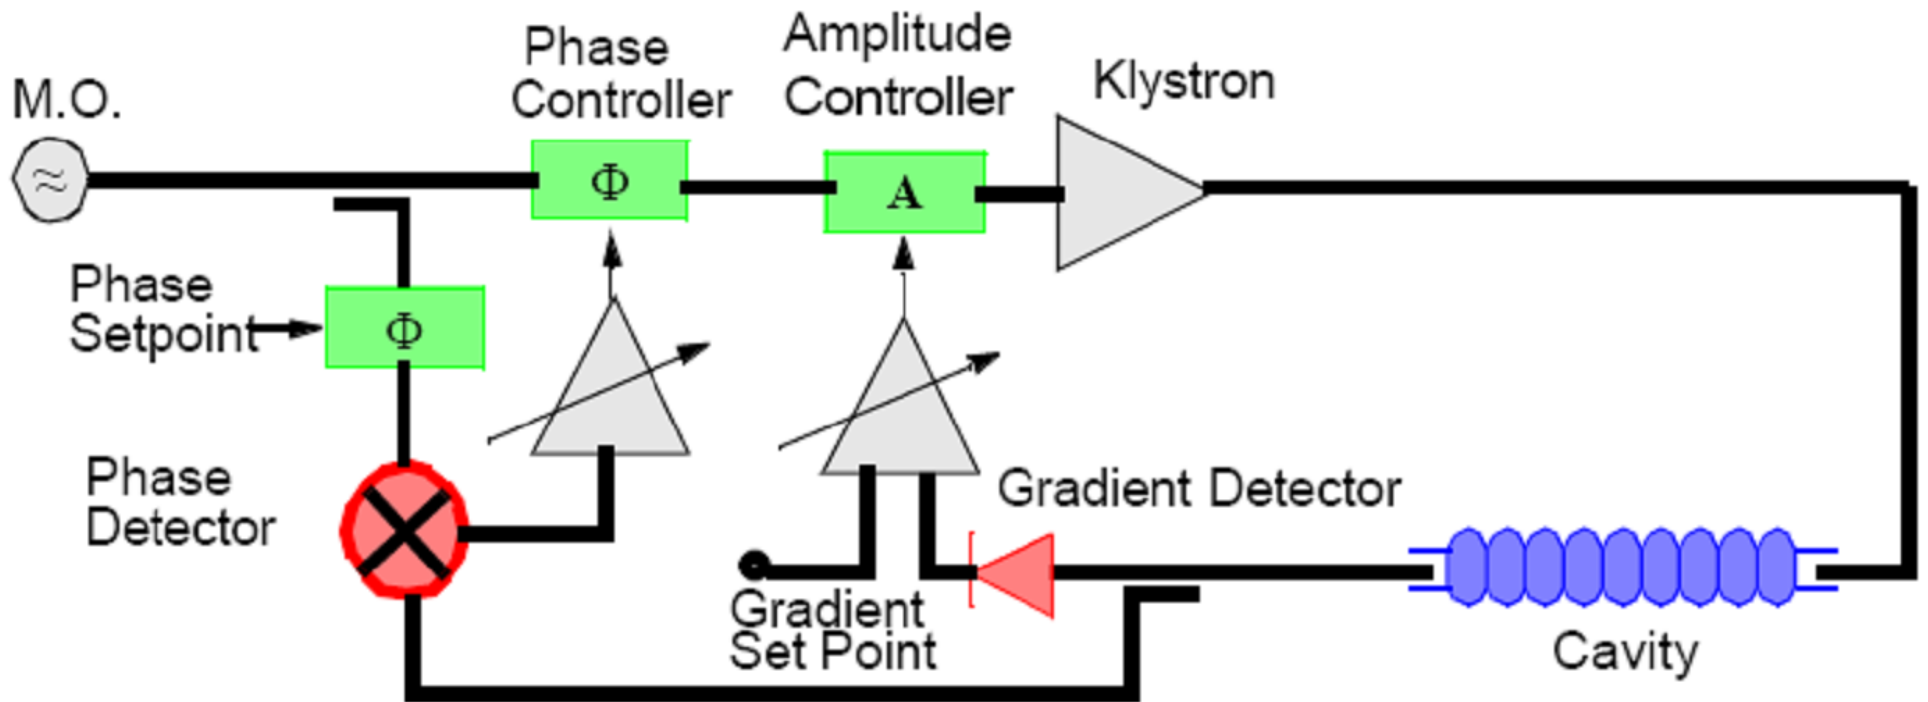 M.O.
Phase
Controller
Amplitude
Controller
Klystron
≈
Φ
A
Phase
Setpoint
Φ
Phase
Detector
Gradient Detector
Gradient
Set Point
Cavity